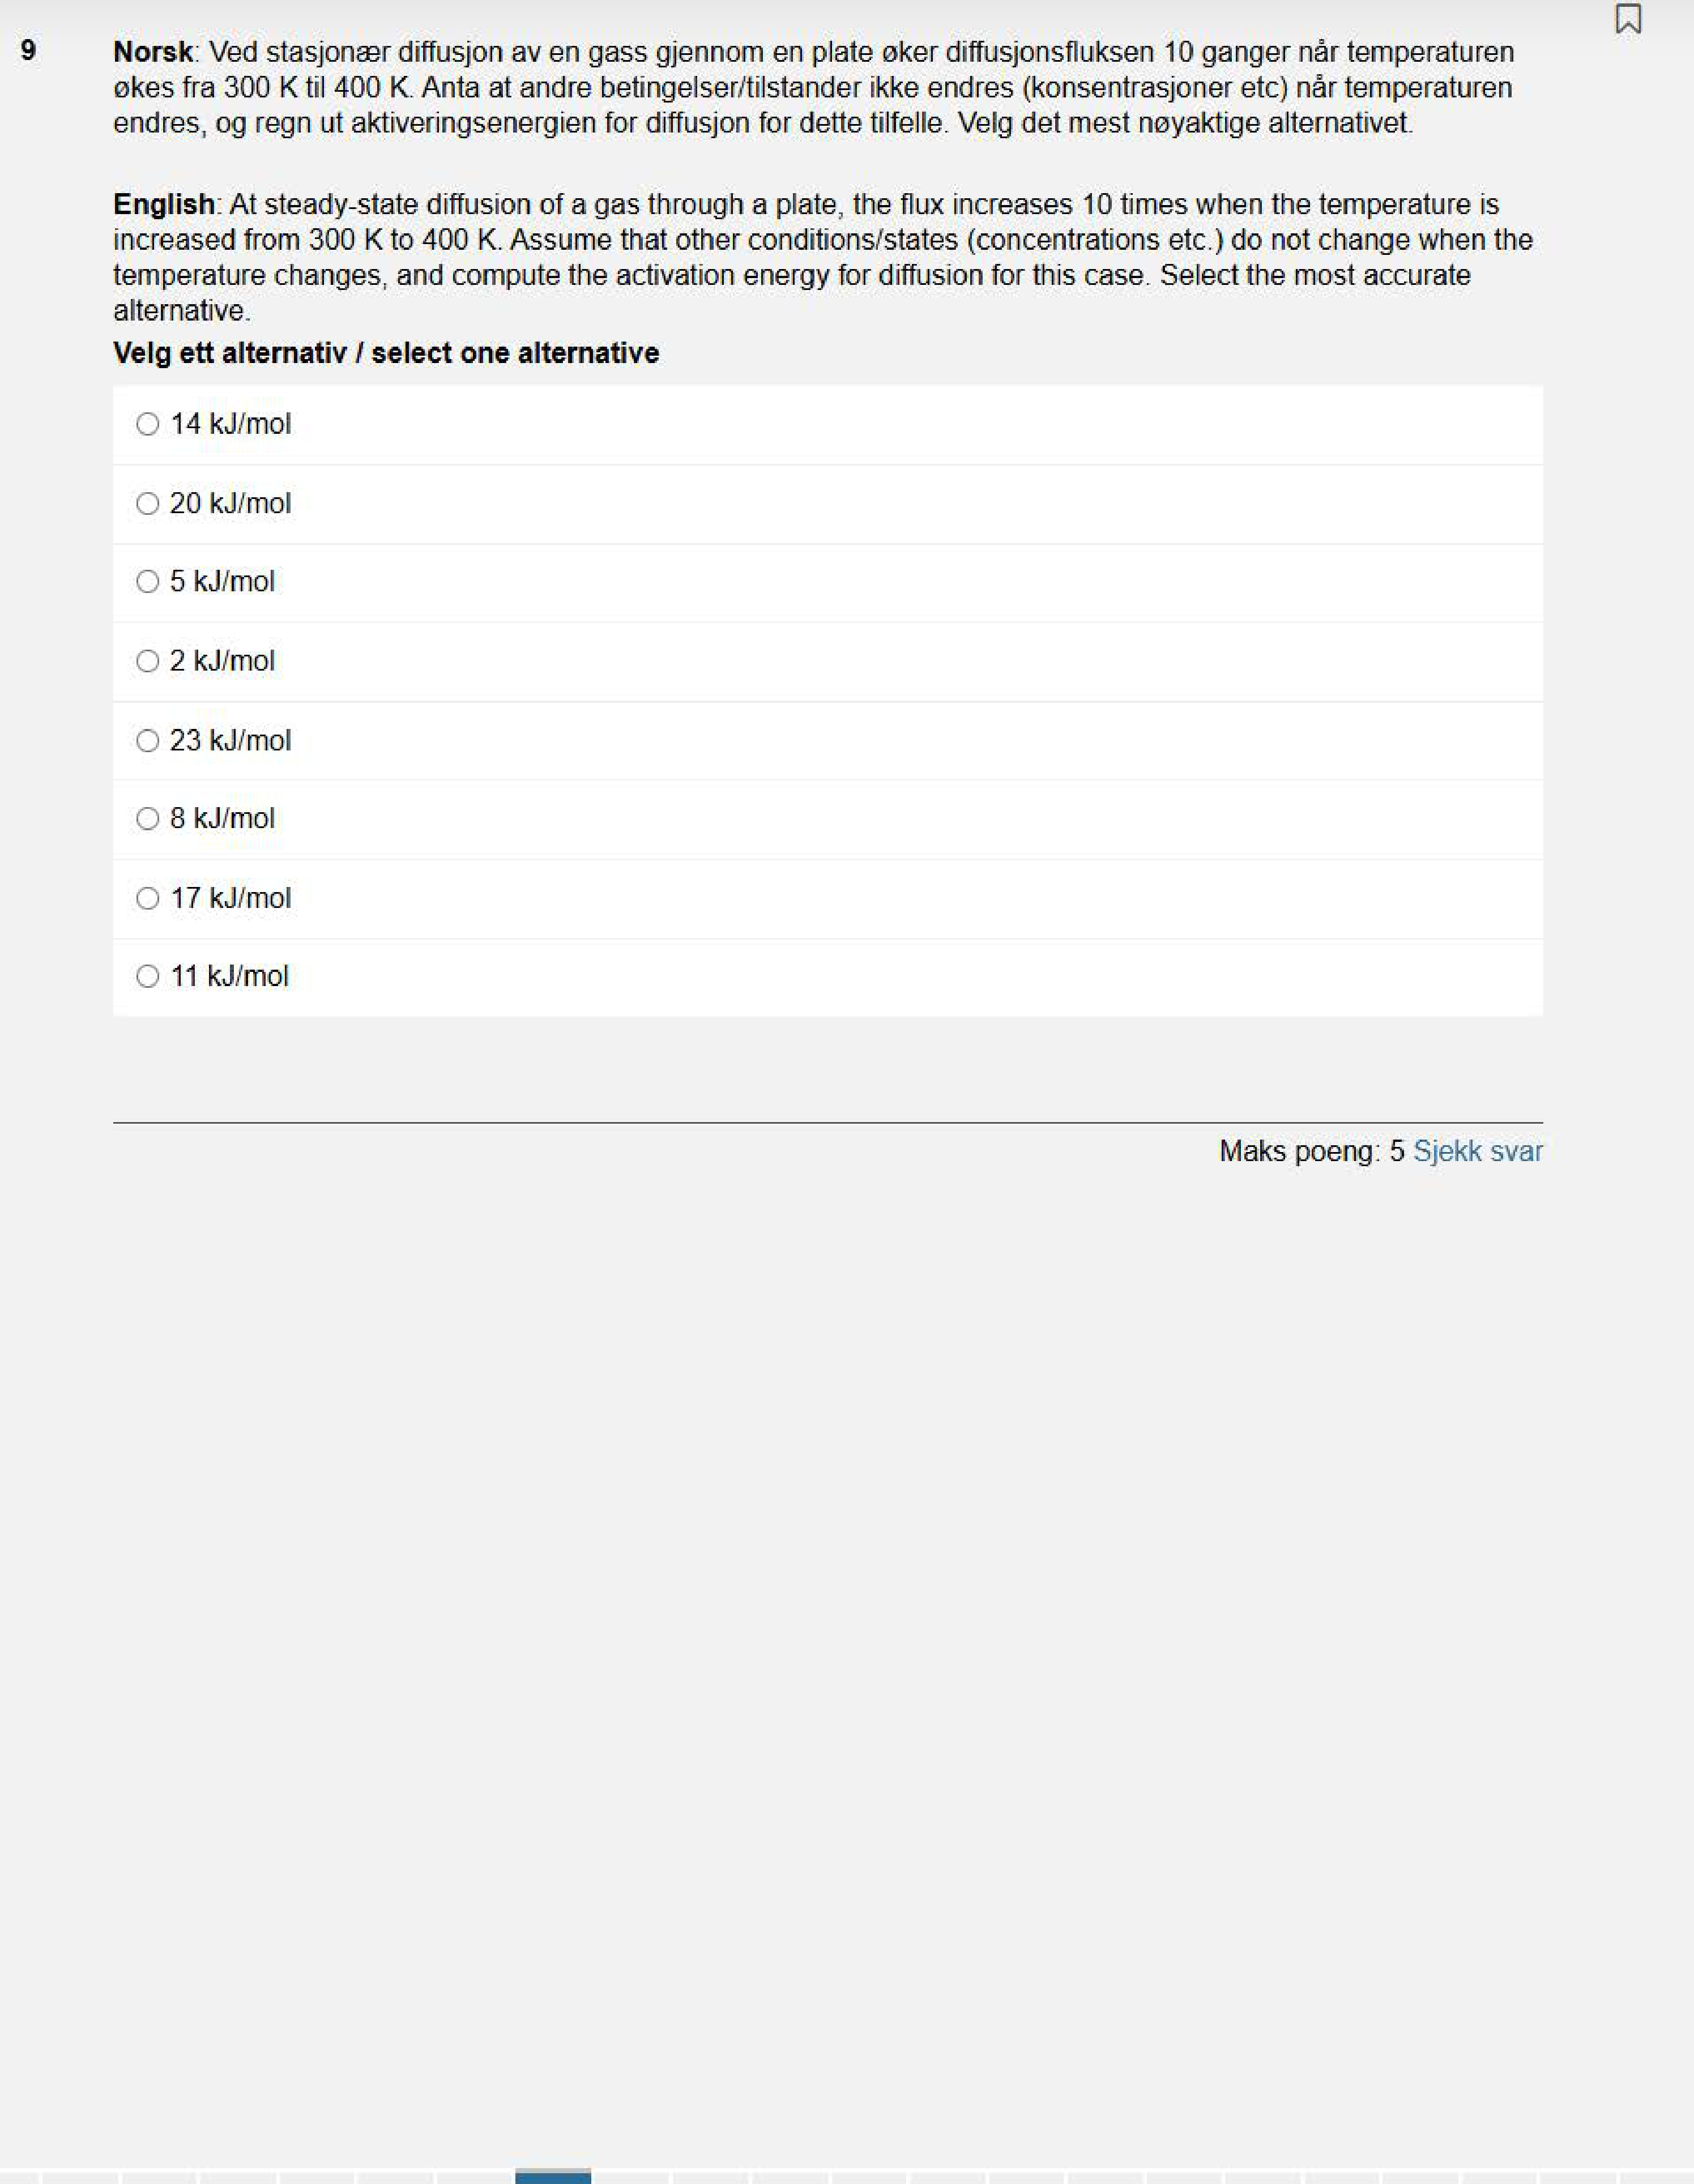 9
Norsk: Ved stasjonær diffusjon av en gass gjennom en plate øker diffusjonsfluksen 10 ganger når temperaturen
økes fra 300 K til 400 K. Anta at andre betingelser/tilstander ikke endres (konsentrasjoner etc) når temperaturen
endres, og regn ut aktiveringsenergien for diffusjon for dette tilfelle. Velg det mest nøyaktige alternativet.
English: At steady-state diffusion of a gas through a plate, the flux increases 10 times when the temperature is
increased from 300 K to 400 K. Assume that other conditions/states (concentrations etc.) do not change when the
temperature changes, and compute the activation energy for diffusion for this case. Select the most accurate
alternative.
Velg ett alternativ / select one alternative
14 kJ/mol
20 kJ/mol
5 kJ/mol
2 kJ/mol
23 kJ/mol
8 kJ/mol
17 kJ/mol
11 kJ/mol
Maks poeng: 5 Sjekk svar